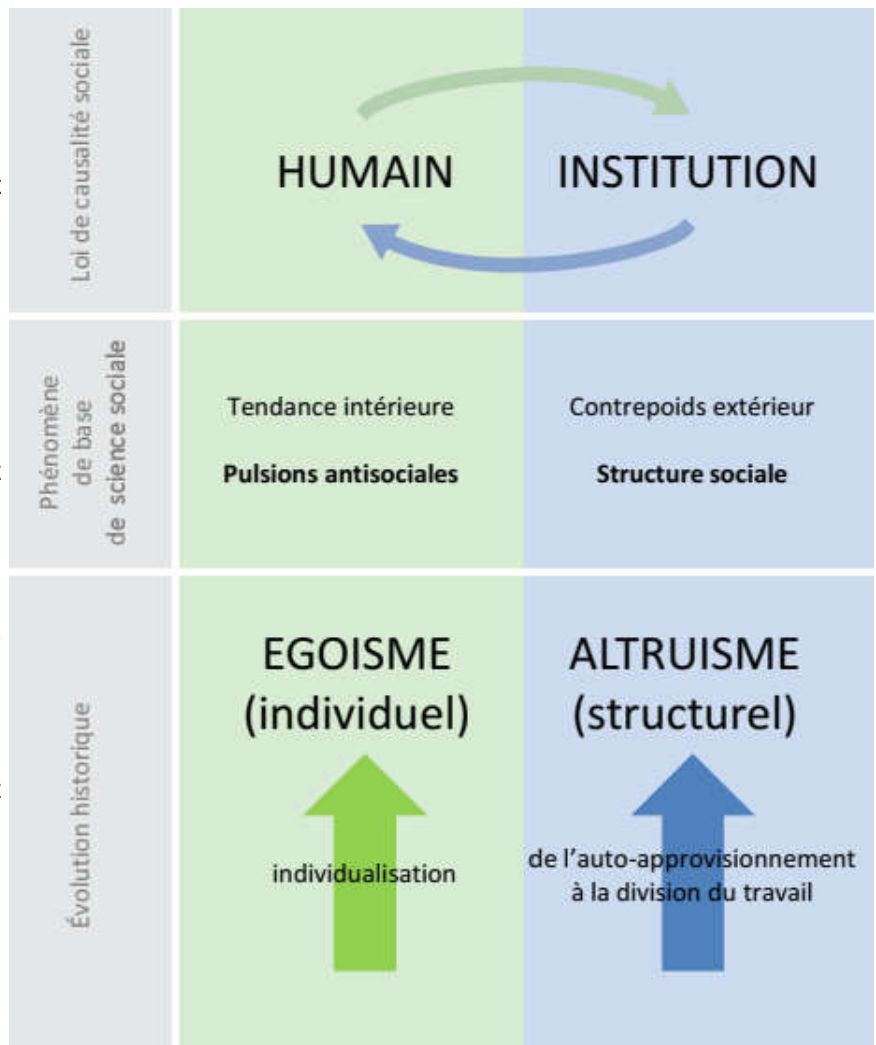 Loi de causalité sociale
HUMAIN
INSTITUTION
Phénomène
de base
de science sociale
Tendance intérieure
Pulsions antisociales
Contrepoids extérieur
Structure sociale
Évolution historique
EGOISME
(individuel)
individualisation
ALTRUISME
(structurel)
de l'auto-approvisionnement
à la division du travail